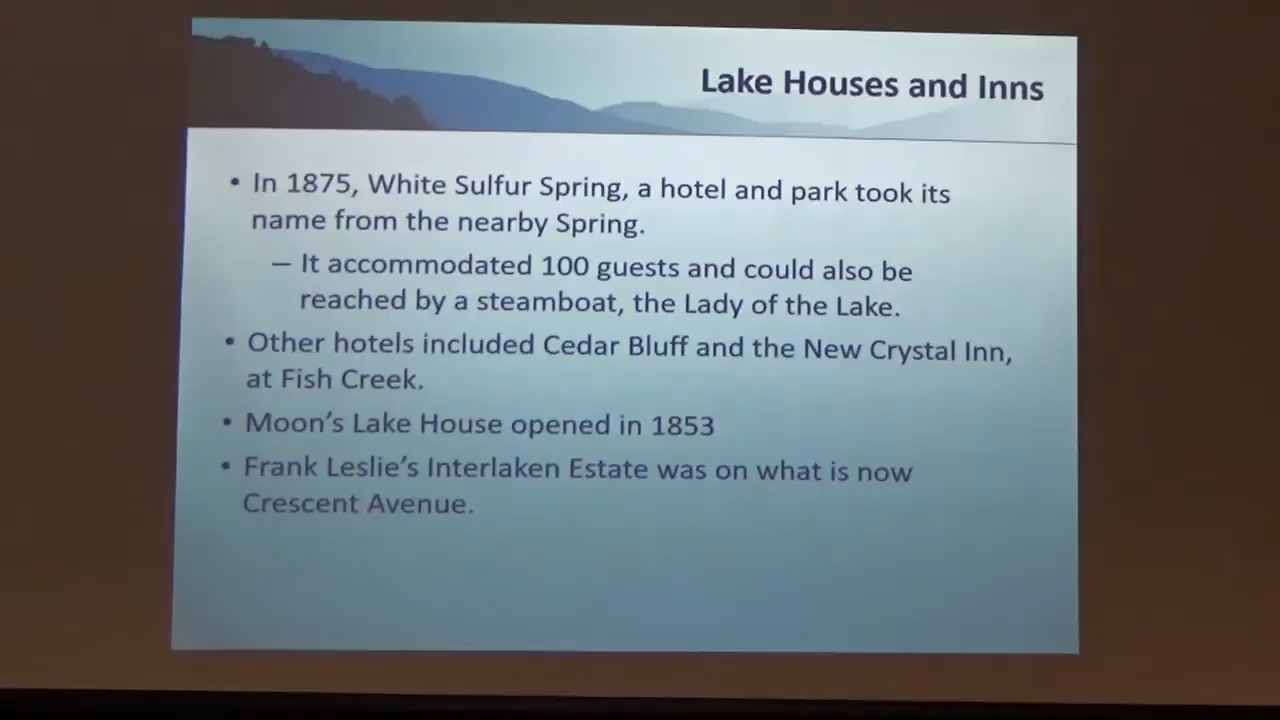 Lake Houses and Inns
• In 1875, White Sulfur Spring, a hotel and park took its
name from the nearby Spring.
– It accommodated 100 guests and could also be
reached by a steamboat, the Lady of the Lake.
• Other hotels included Cedar Bluff and the New Crystal Inn,
at Fish Creek.
• Moon’s Lake House opened in 1853
• Frank Leslie’s Interlaken Estate was on what is now
Crescent Avenue.